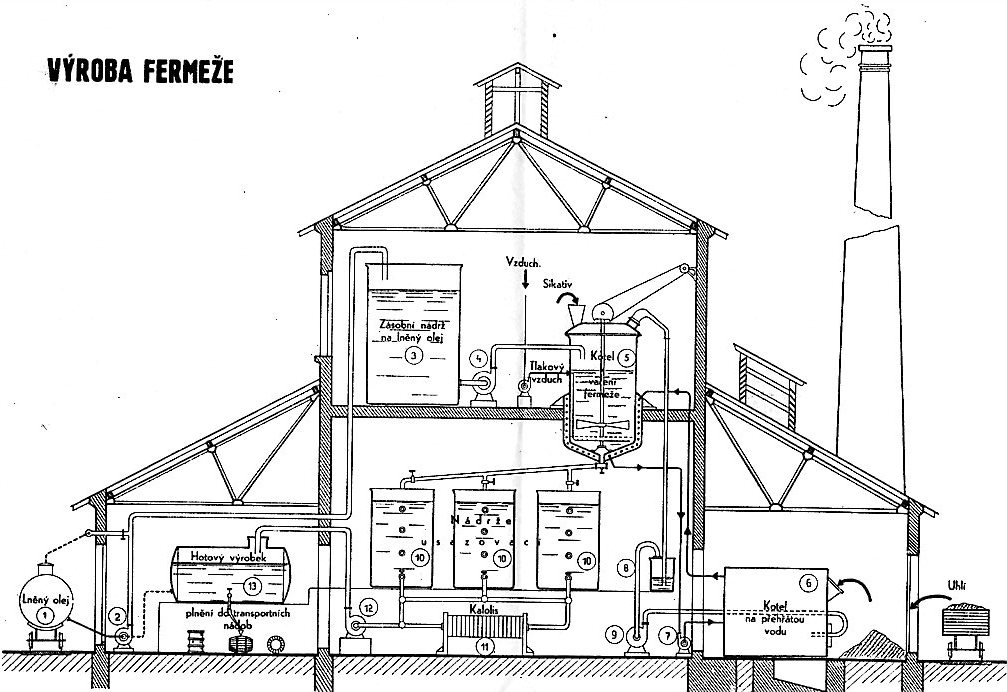 VÝROBA FERMEŽE
Vzduch.
Sikativ
Zásobní nádrž
na lněný olej
3
4
Kotel 5
Tlakový
vzduch
vaření
fermeže
Nádrže
usazovací
10
10
10
Hotový výrobek
13
Lněný olej
1
2
plnění do transportních
nádob
12
Kalolis
11
8
9
7
6
Kotel
na přehřátou
vodu
Uhlí